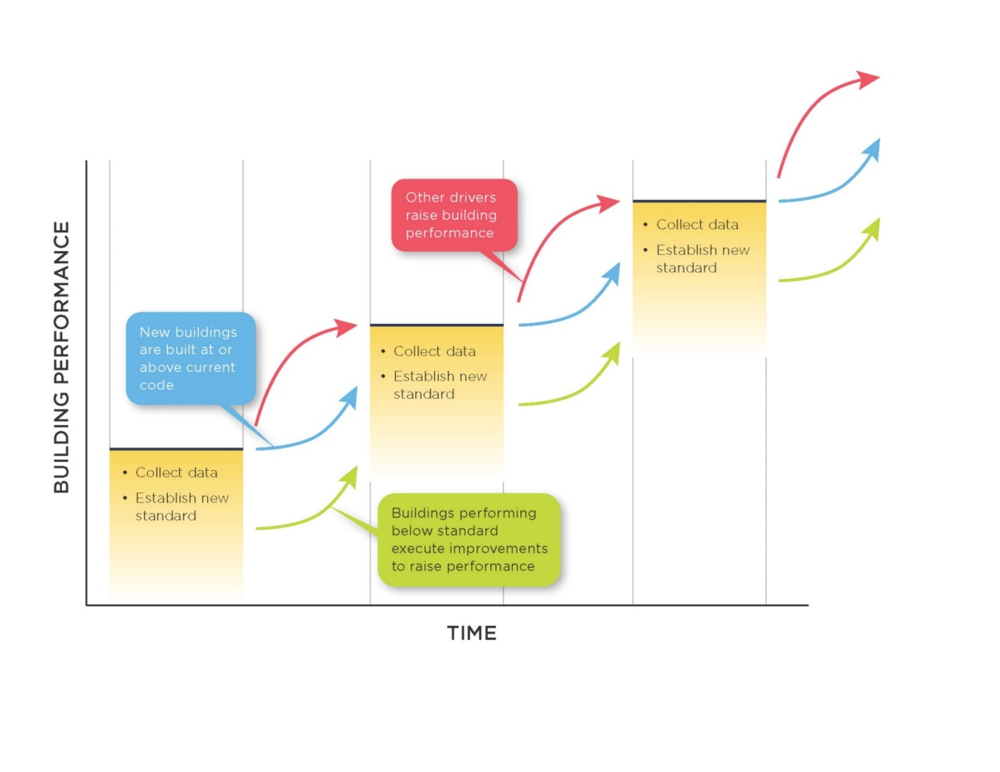 Other drivers
raise building
performance
• Collect data
• Establish new
standard
New buildings
are built at or
above current
code
• Collect data
• Establish new
standard
• Collect data
• Establish new
standard
Buildings performing
below standard
execute improvements
to raise performance
BUILDING PERFORMANCE
TIME